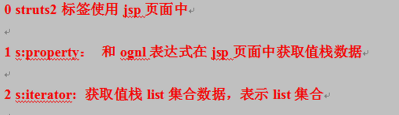 0 struts2 标签使用 jsp 页面中
1 s:property： 和 ognl 表达式在 jsp 页面中获取值栈数据
2 s:iterator: 获取值栈 list 集合数据，表示 list 集合